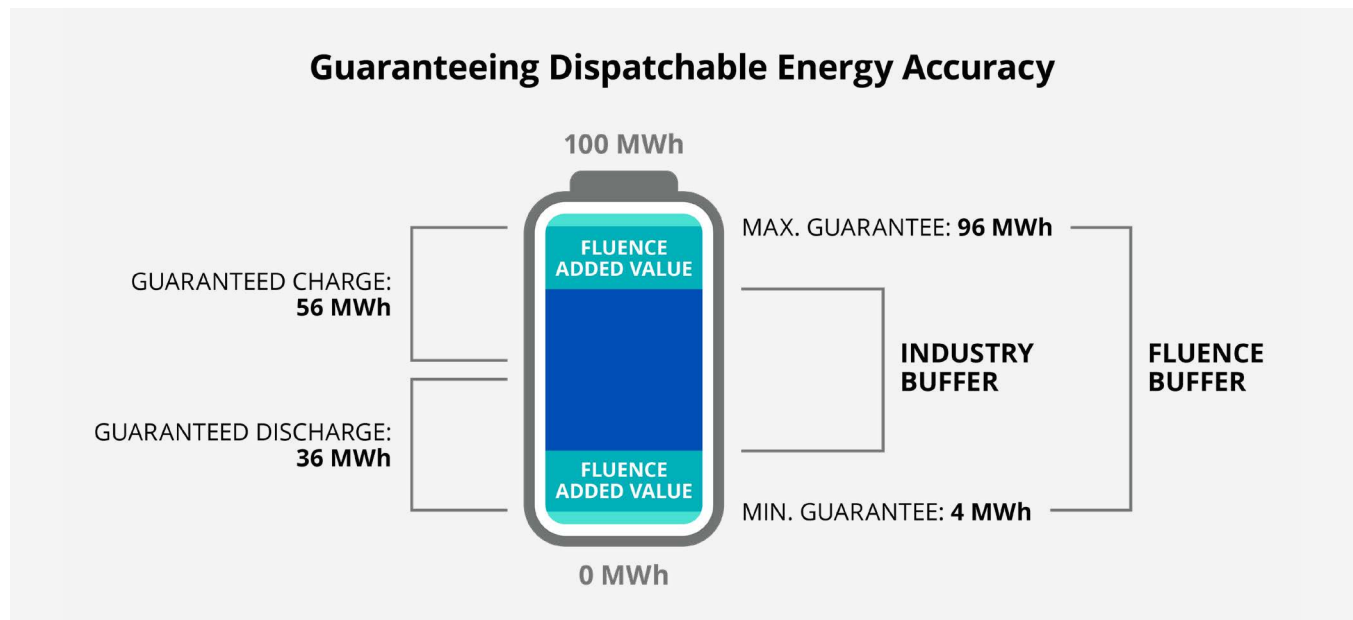 Guaranteeing Dispatchable Energy Accuracy
100 MWh
FLUENCE
ADDED VALUE
MAX. GUARANTEE: 96 MWh
GUARANTEED CHARGE:
56 MWh
INDUSTRY
BUFFER
FLUENCE
BUFFER
GUARANTEED DISCHARGE:
36 MWh
FLUENCE
ADDED VALUE
MIN. GUARANTEE: 4 MWh
0 MWh